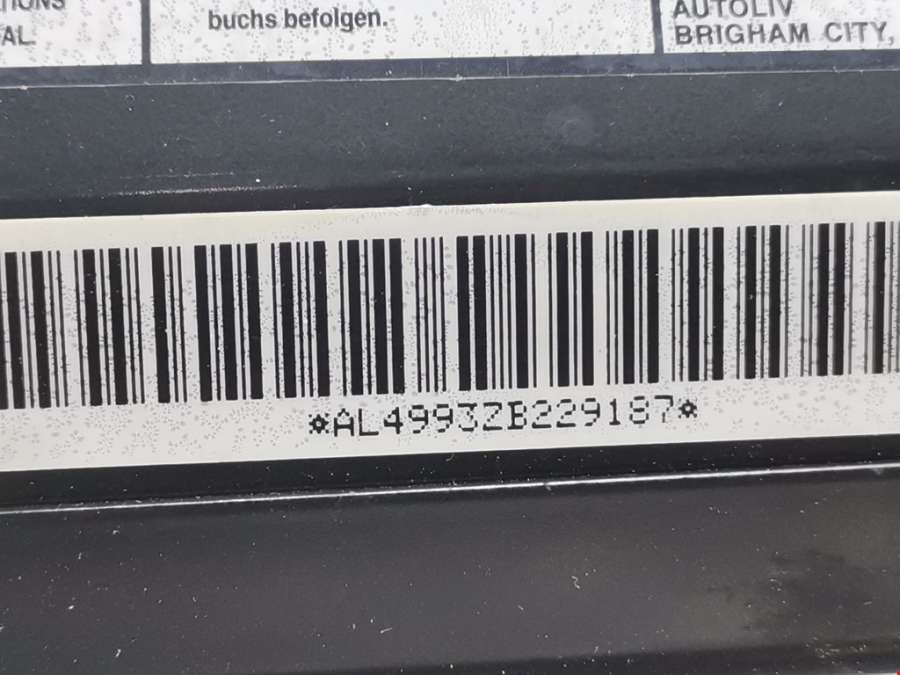 AL
buchs befolgen.
AUTOLIV
BRIGHAM CITY,
*AL4993ZB229187*